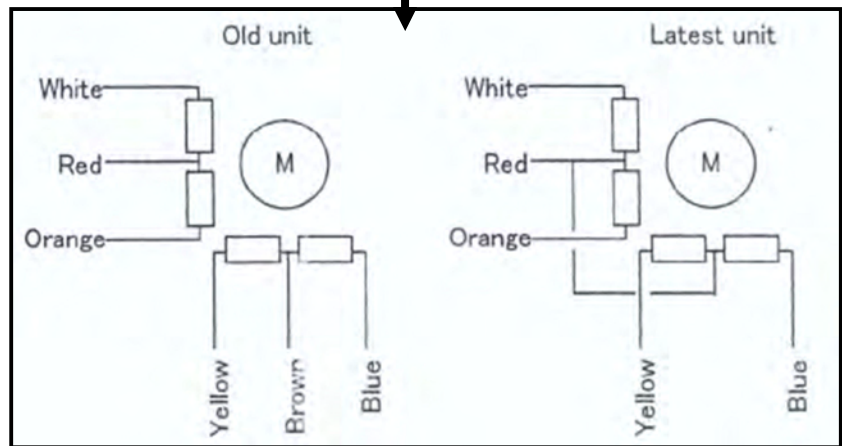 Old unit
White
Red
M
Orange
Yellow
Brown
Blue
Latest unit
White
Red
M
Orange
Yellow
Blue